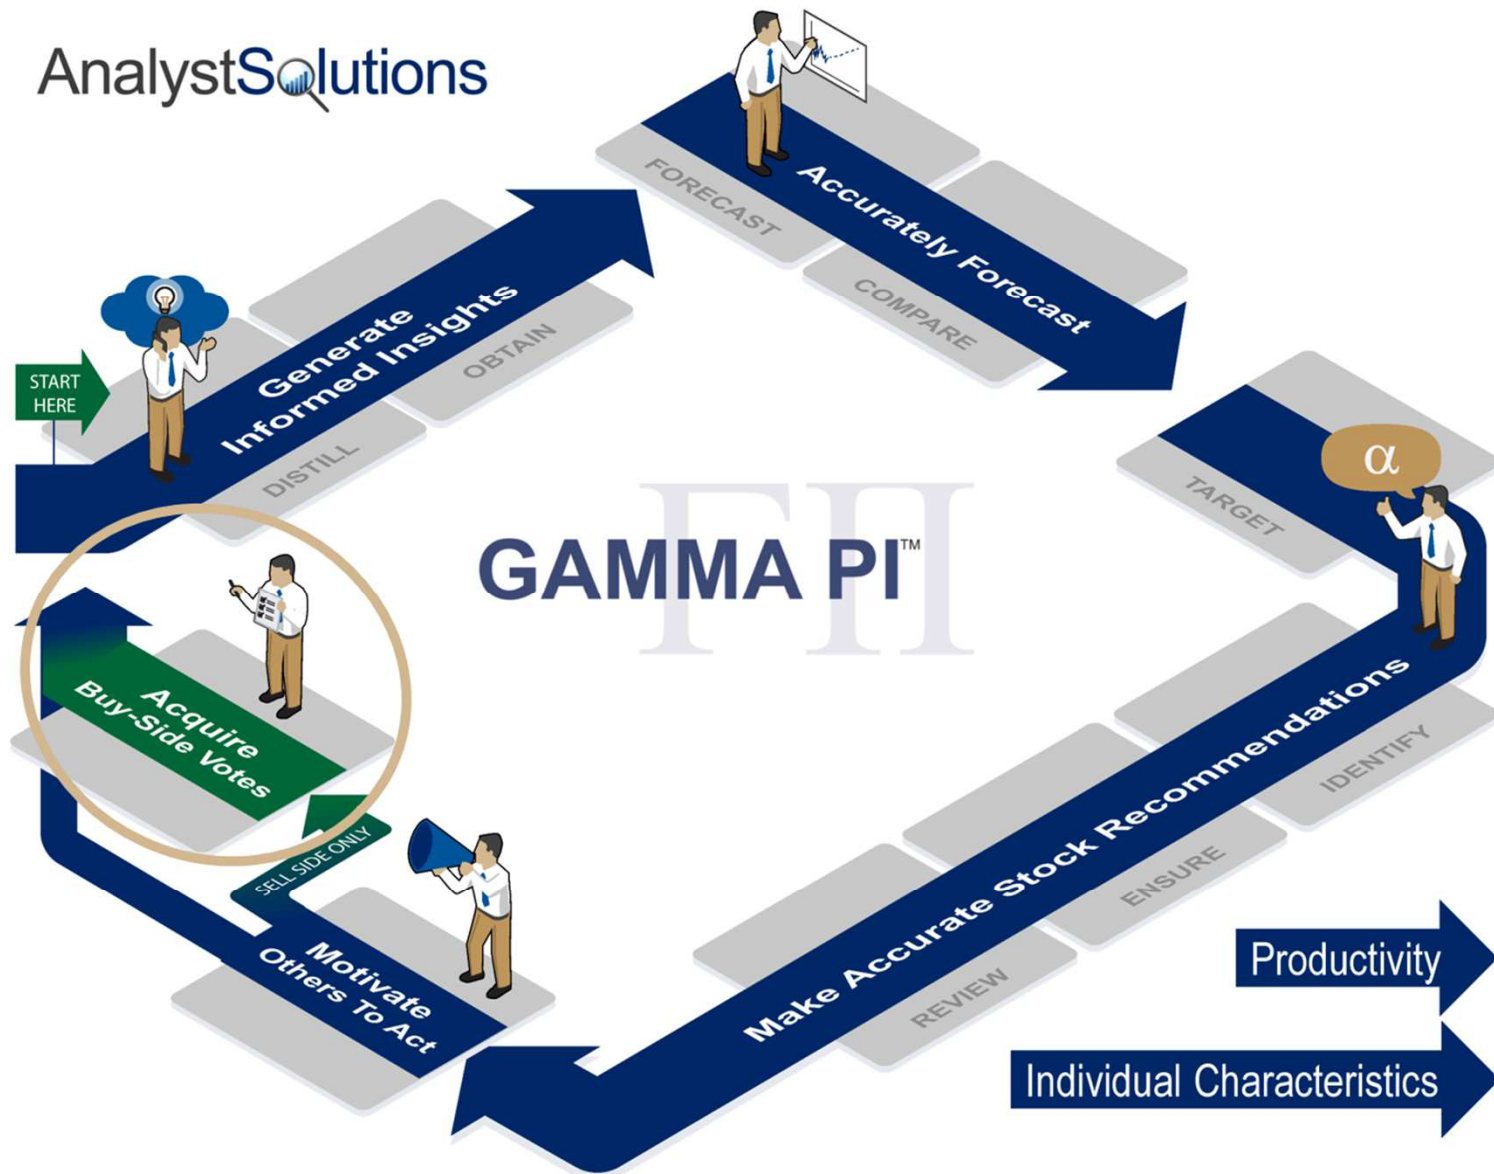 AnalystSolutions
START
HERE
Generate
Informed Insights
DISTILL
OBTAIN
FORECAST
COMPARE
Accurately Forecast
TARGET
α
IDENTIFY
ENSURE
REVIEW
Make Accurate Stock Recommendations
ΓΠ
GAMMA PI™
Motivate
Others To Act
SELL SIDE ONLY
Acquire
Buy-Side Votes
Productivity
Individual Characteristics